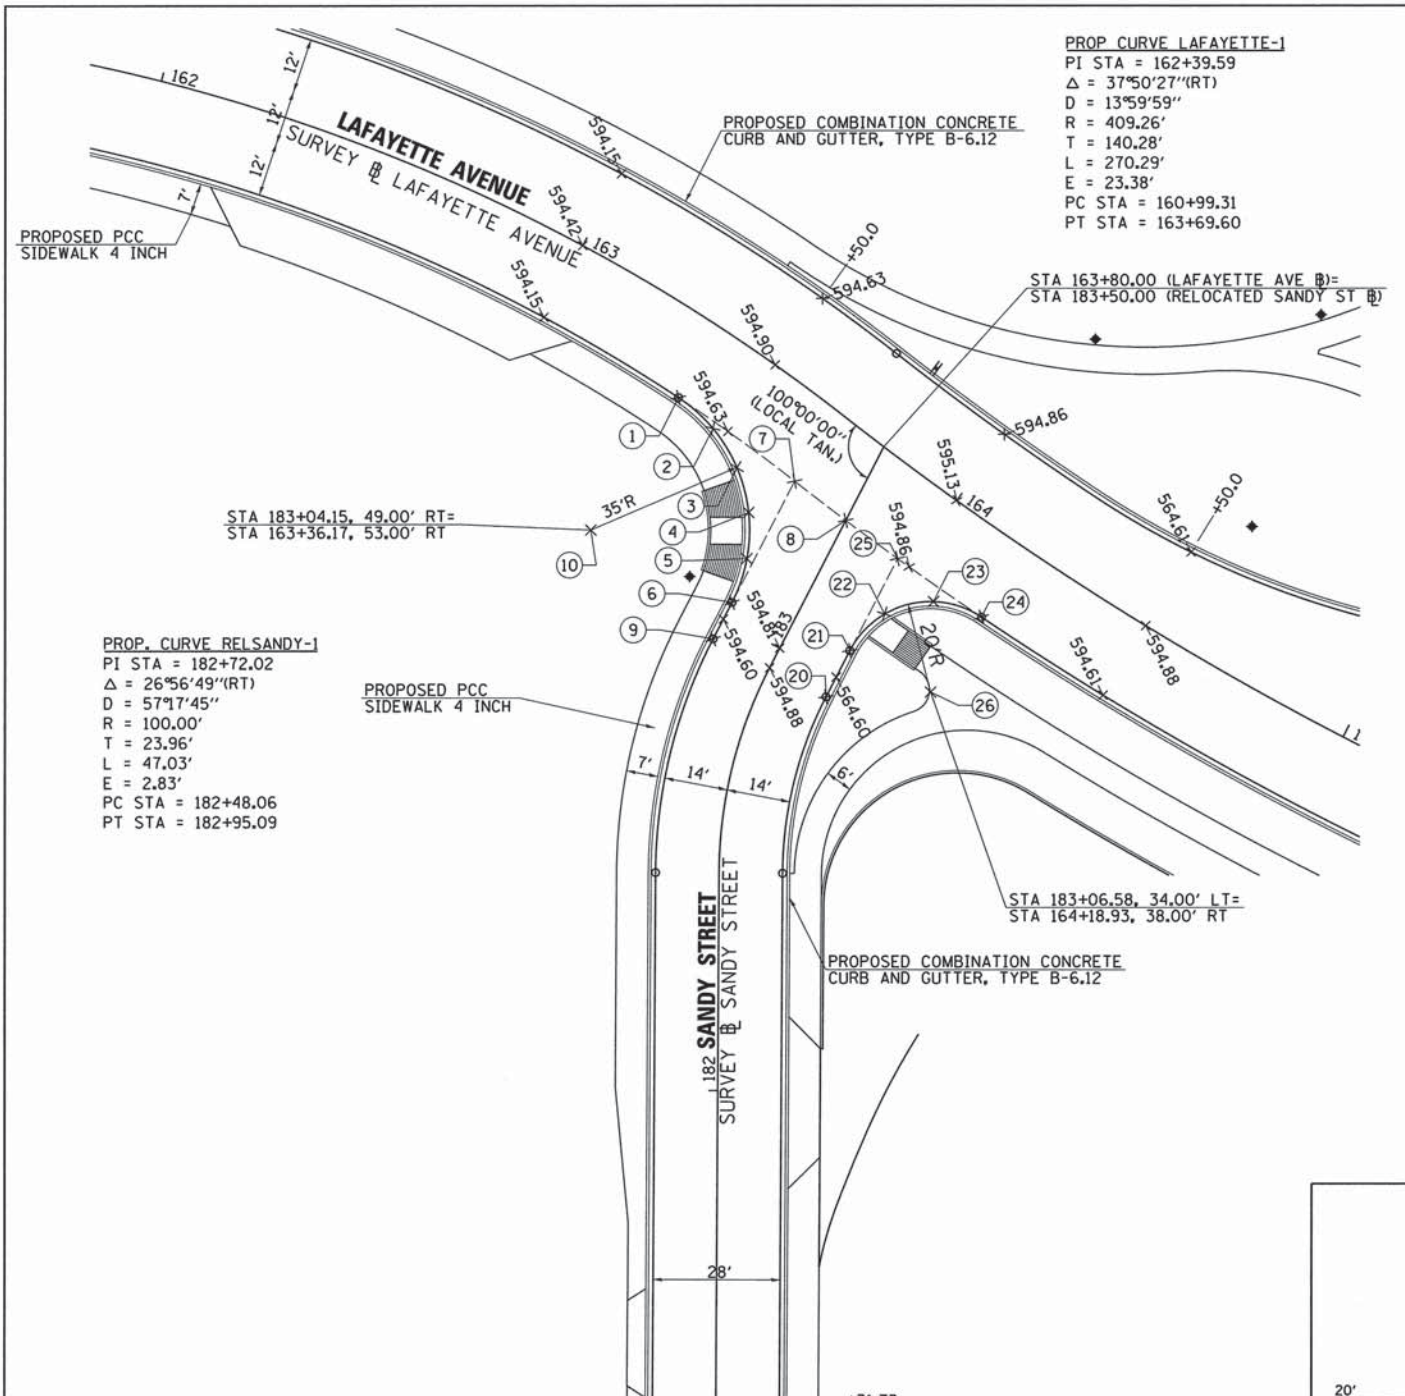 PROP CURVE LAFAYETTE-1
PI STA = 162+39.59
Δ = 37°50'27"(RT)
D = 13°59'59"
R = 409.26'
T = 140.28'
L = 270.29'
E = 23.38'
PC STA = 160+99.31
PT STA = 163+69.60
162
12'
12'
12'
7'
LAFAYETTE AVENUE
SURVEY ℄ LAFAYETTE AVENUE
594.15
PROPOSED COMBINATION CONCRETE
CURB AND GUTTER, TYPE B-6.12
PROPOSED PCC
SIDEWALK 4 INCH
594.42
163
594.15
+50.0
594.63
STA 163+80.00 (LAFAYETTE AVE BL)=
STA 183+50.00 (RELOCATED SANDY ST BL)
594.90
594.63
100°00'00"
(LOCAL TAN.)
594.86
1
2
3
4
5
6
7
8
9
10
35'R
STA 183+04.15, 49.00' RT=
STA 163+36.17, 53.00' RT
595.13
164
564.61
+50.0
25
594.86
22
23
24
21
20
26
20'R
594.81
183
594.60
594.88
564.60
594.61
594.88
PROP. CURVE RELSANDY-1
PI STA = 182+72.02
Δ = 26°56'49"(RT)
D = 57°17'45"
R = 100.00'
T = 23.96'
L = 47.03'
E = 2.83'
PC STA = 182+48.06
PT STA = 182+95.09
PROPOSED PCC
SIDEWALK 4 INCH
7'
14'
14'
6'
STA 183+06.58, 34.00' LT=
STA 164+18.93, 38.00' RT
PROPOSED COMBINATION CONCRETE
CURB AND GUTTER, TYPE B-6.12
182
SANDY STREET
SURVEY BL SANDY STREET
28'
20'